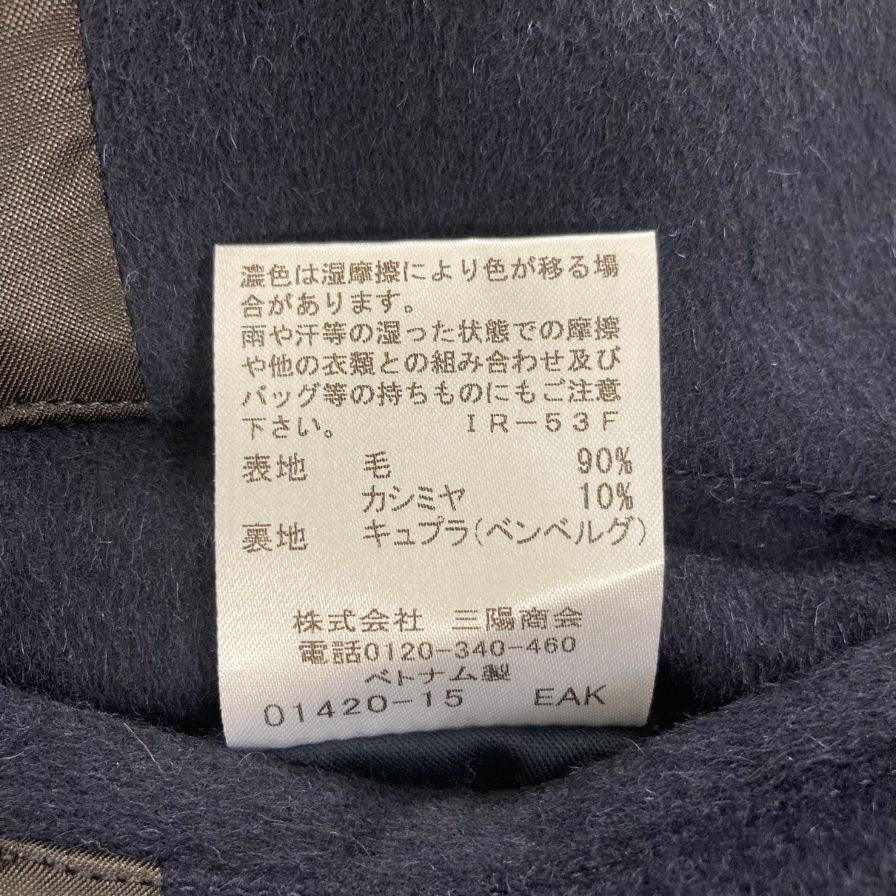 濃色は湿摩擦により色が移る場
合があります。
雨や汗等の湿った状態での摩擦
や他の衣類との組み合わせ及び
バッグ等の持ちものにもご注意
下さい。 IR-53F
表地 毛 90%
カシミヤ 10%
裏地 キュプラ(ベンベルグ)
株式会社 三陽商会
電話0120-340-460
ベトナム製
01420-15 EAK